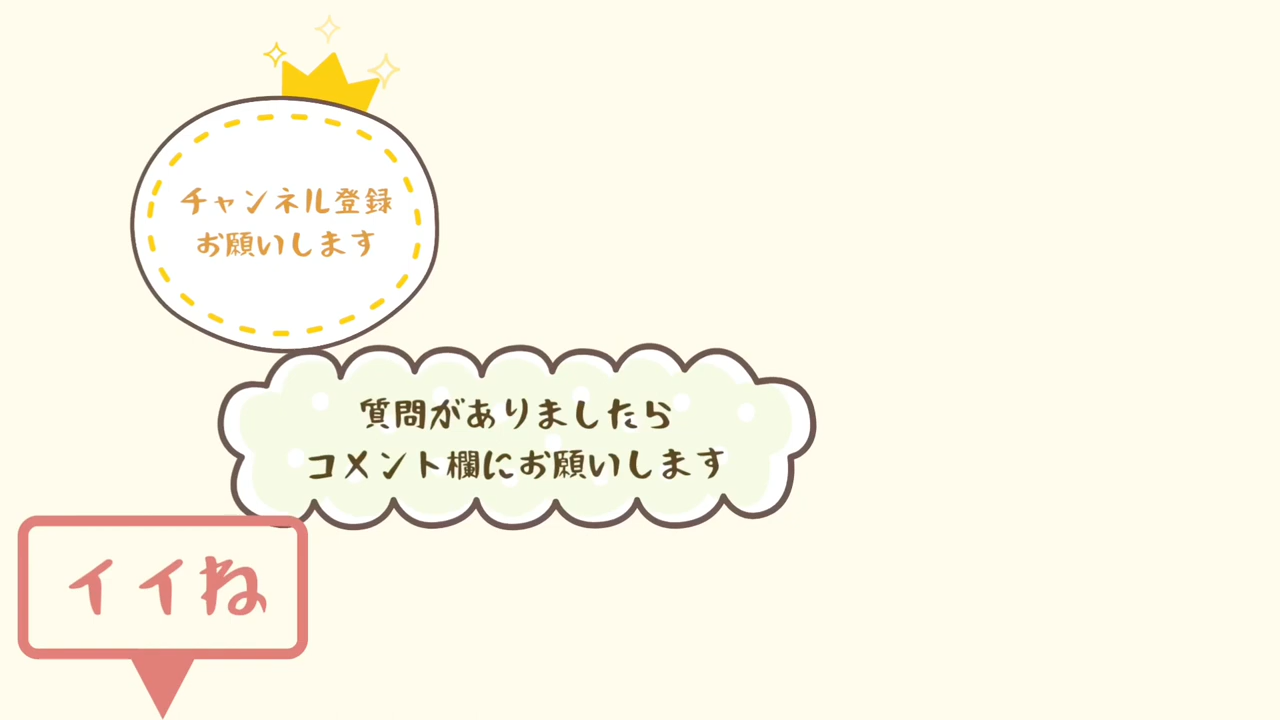 チャンネル登録
お願いします
質問がありましたら
コメント欄にお願いします
イイね